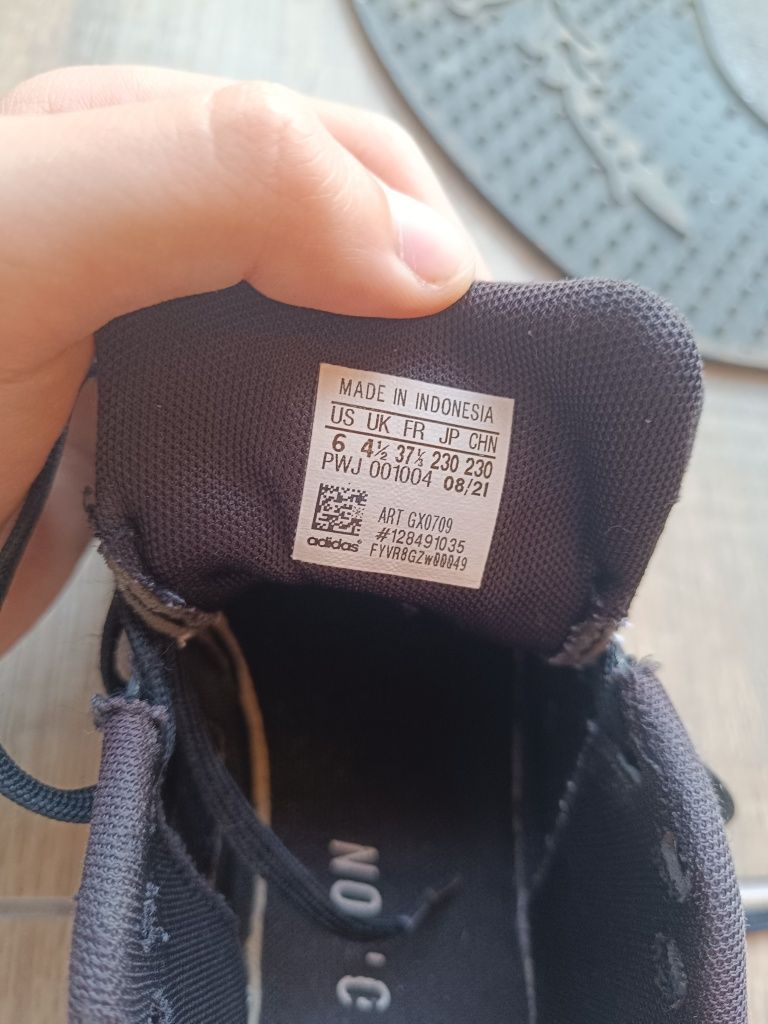 MADE IN INDONESIA
US UK FR JP CHN
6 4½ 37⅓ 230 230
PWJ 001004 08/21
ART GX0709
#128491035
adidas® FYVR8GZw00049
NO